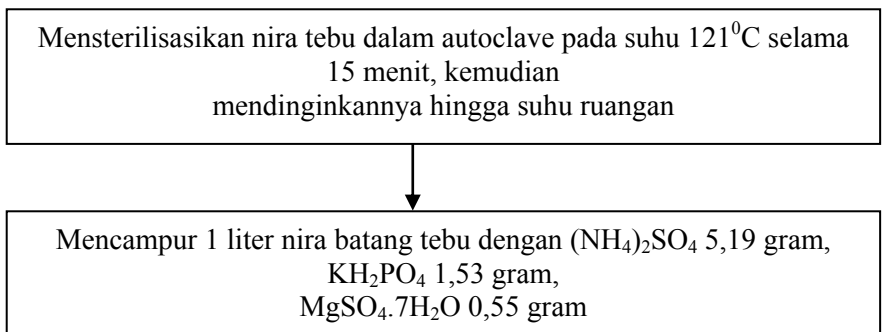 Mensterilisasikan nira tebu dalam autoclave pada suhu 121⁰C selama
15 menit, kemudian
mendinginkannya hingga suhu ruangan
Mencampur 1 liter nira batang tebu dengan (NH₄)₂SO₄ 5,19 gram,
KH₂PO₄ 1,53 gram,
MgSO₄.7H₂O 0,55 gram